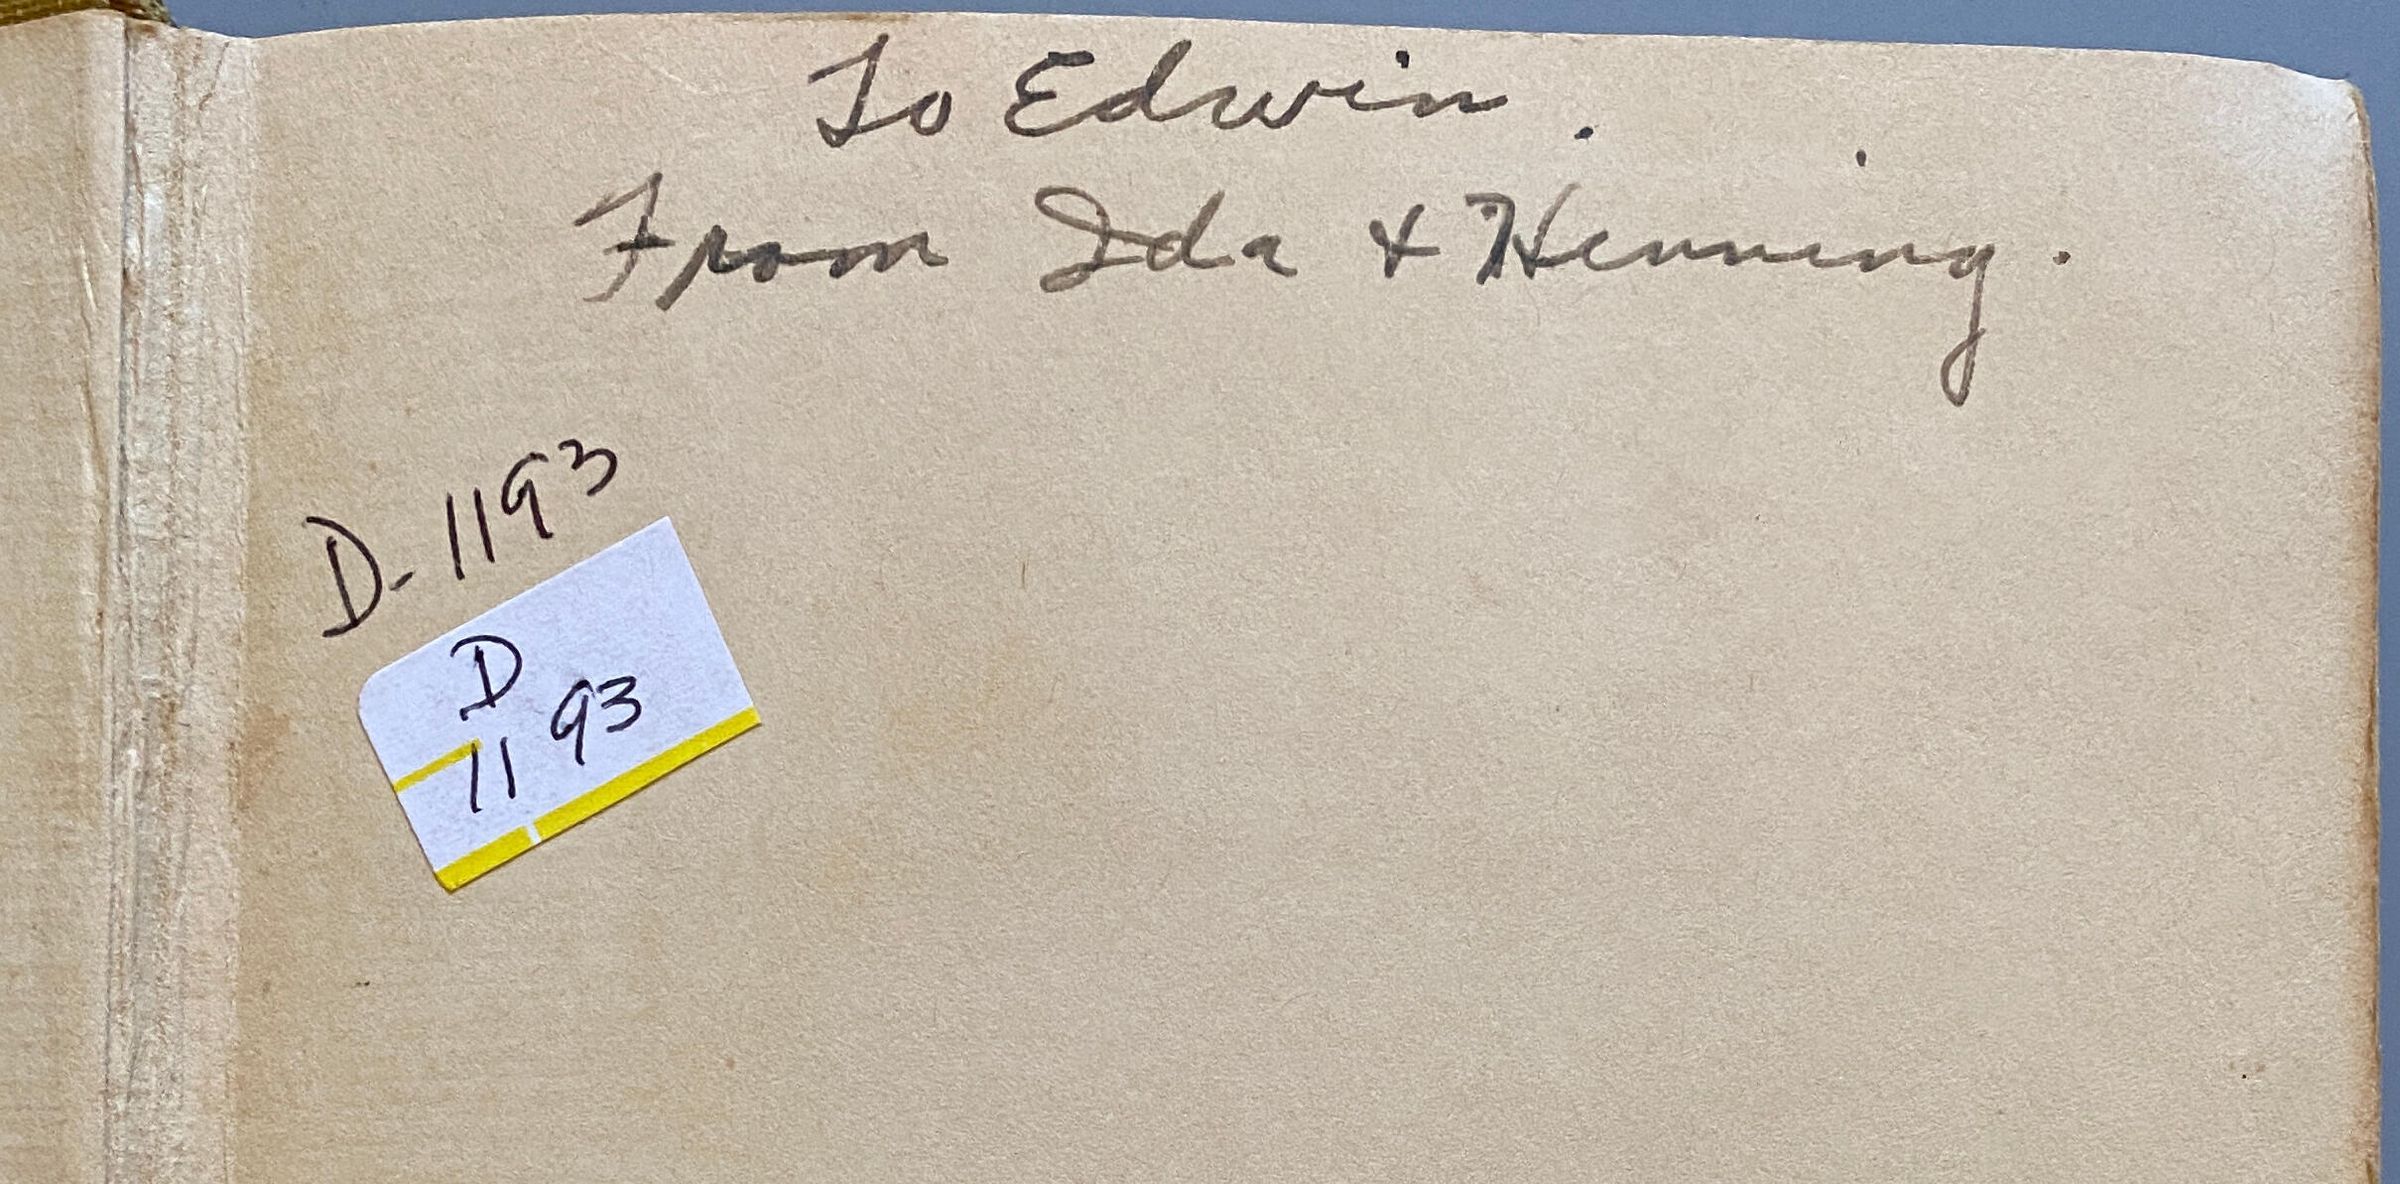 To Edwin.
From Ida & Henning.
D-1193
D
1193